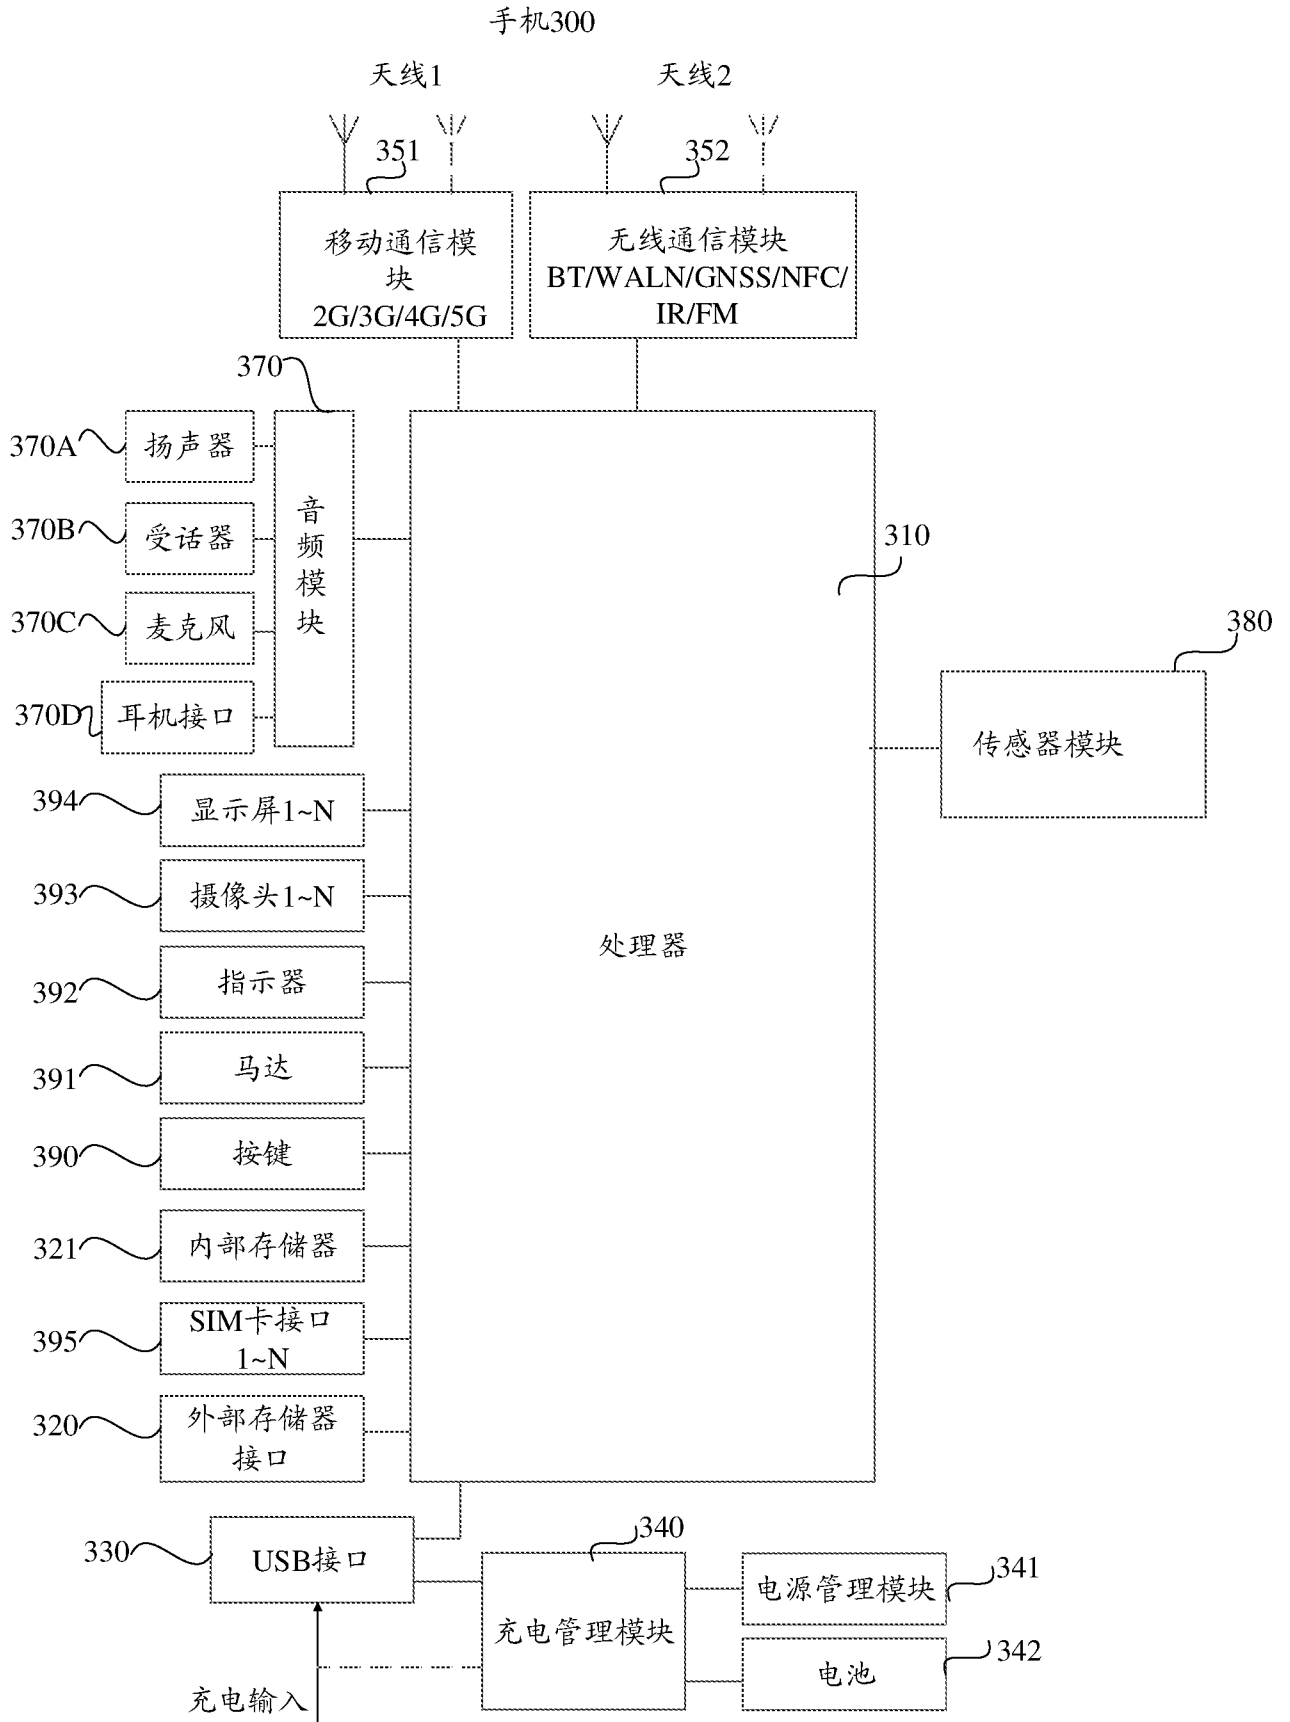 手机300
天线1
天线2
351
352
移动通信模
块
2G/3G/4G/5G
无线通信模块
BT/WALN/GNSS/NFC/
IR/FM
370
370A
扬声器
370B
受话器
370C
麦克风
370D
耳机接口
音频模块
310
处理器
380
传感器模块
394
显示屏1~N
393
摄像头1~N
392
指示器
391
马达
390
按键
321
内部存储器
395
SIM卡接口
1~N
320
外部存储器
接口
330
USB接口
340
充电管理模块
电源管理模块
341
电池
342
充电输入